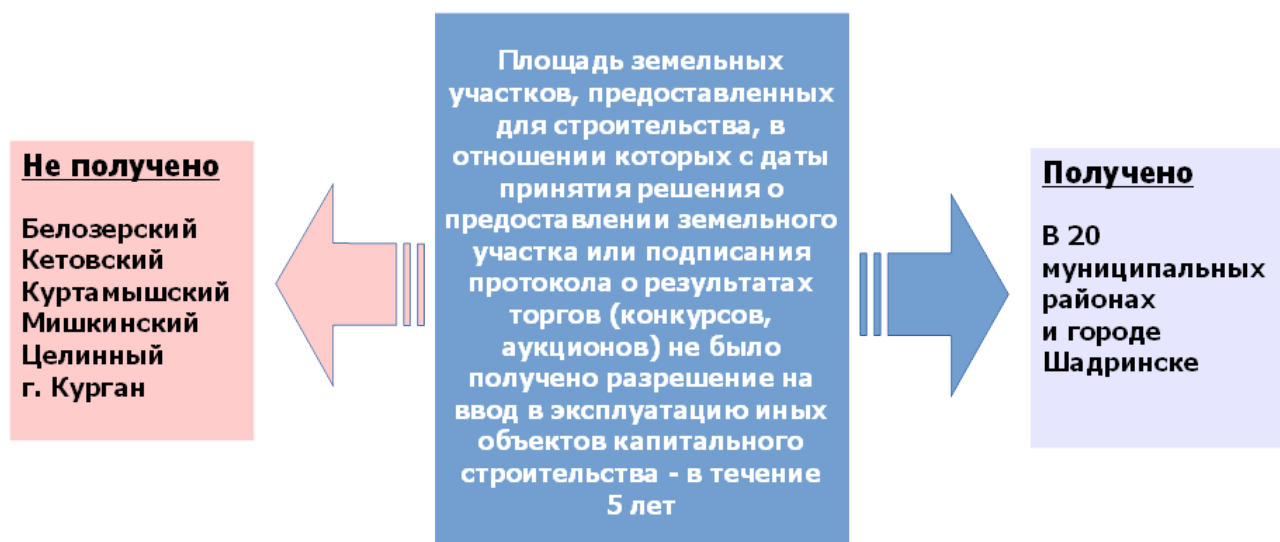 Не получено
Белозерский
Кетовский
Куртамышский
Мишкинский
Целинный
г. Курган
Площадь земельных
участков, предоставленных
для строительства, в
отношении которых с даты
принятия решения о
предоставлении земельного
участка или подписания
протокола о результатах
торгов (конкурсов,
аукционов) не было
получено разрешение на
ввод в эксплуатацию иных
объектов капитального
строительства - в течение
5 лет
Получено
В 20
муниципальных
районах
и городе
Шадринске